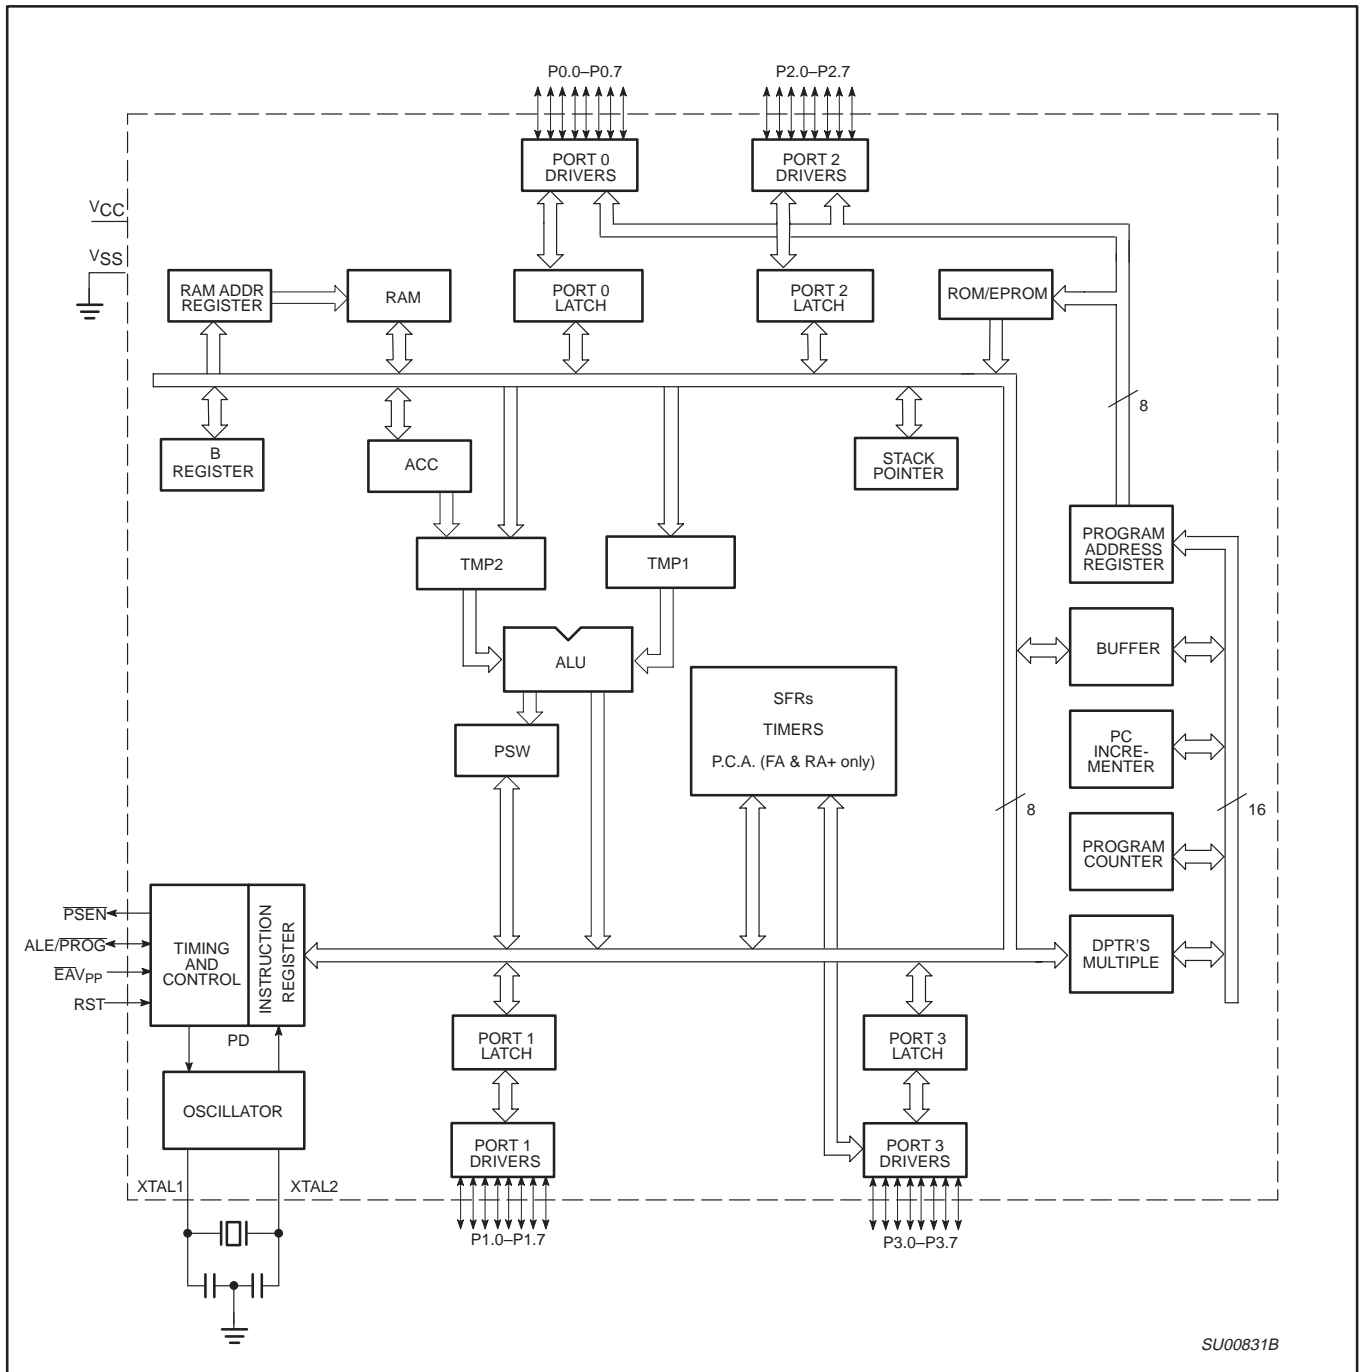 P0.0–P0.7
P2.0–P2.7
PORT 0
DRIVERS
PORT 2
DRIVERS
VCC
VSS
RAM ADDR
REGISTER
RAM
PORT 0
LATCH
PORT 2
LATCH
ROM/EPROM
8
B
REGISTER
ACC
STACK
POINTER
PROGRAM
ADDRESS
REGISTER
TMP2
TMP1
BUFFER
ALU
SFRs
TIMERS
P.C.A. (FA & RA+ only)
PSW
PC
INCRE-
MENTER
8
16
PROGRAM
COUNTER
PSEN
ALE/PROG
EAVPP
RST
TIMING
AND
CONTROL
INSTRUCTION
REGISTER
DPTR'S
MULTIPLE
PD
PORT 1
LATCH
PORT 3
LATCH
OSCILLATOR
PORT 1
DRIVERS
PORT 3
DRIVERS
XTAL1
XTAL2
P1.0–P1.7
P3.0–P3.7
SU00831B